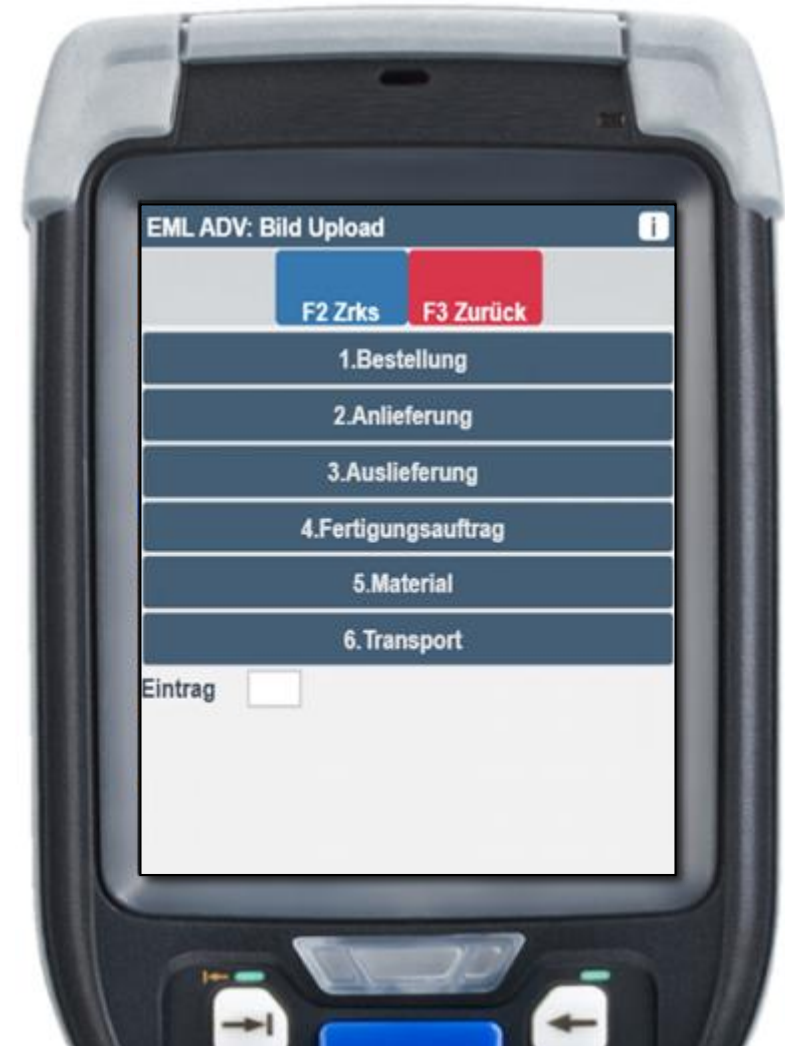 EML ADV: Bild Upload i
F2 Zrks F3 Zurück
1.Bestellung
2.Anlieferung
3.Auslieferung
4.Fertigungsauftrag
5.Material
6.Transport
Eintrag